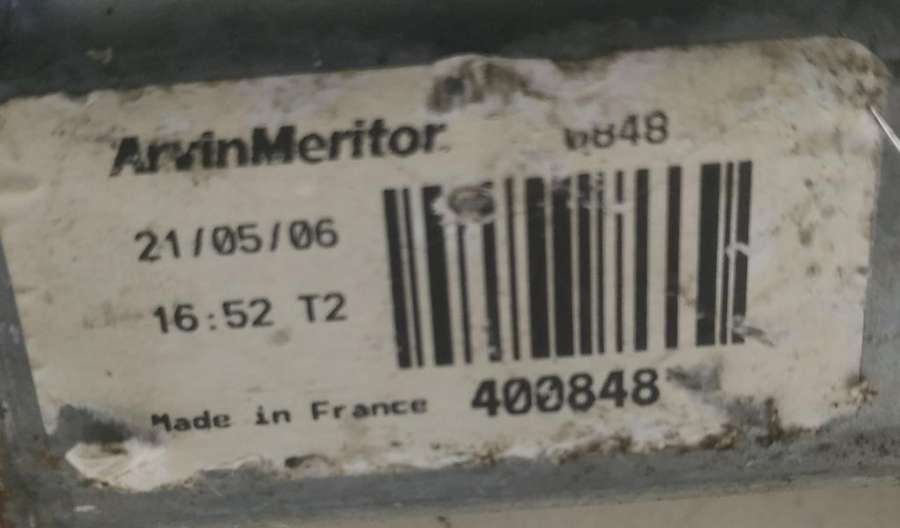 ArvinMeritor
21/05/06
16:52 T2
Made in France
400848